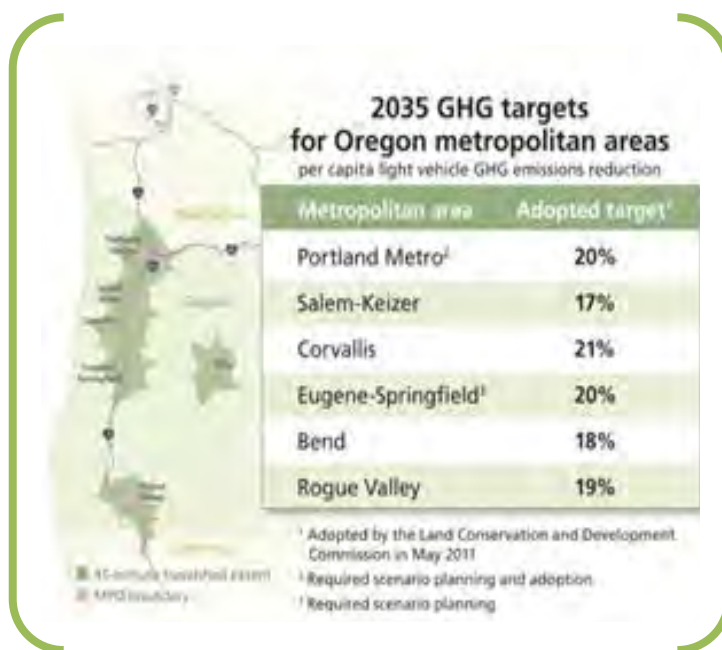 2035 GHG targets
for Oregon metropolitan areas
per capita light vehicle GHG emissions reduction
Metropolitan area Adopted target¹
Portland Metro² 20%
Salem-Keizer 17%
Corvallis 21%
Eugene-Springfield³ 20%
Bend 18%
Rogue Valley 19%
¹ Adopted by the Land Conservation and Development
Commission in May 2011
² Required scenario planning and adoption
³ Required scenario planning
MPO boundary